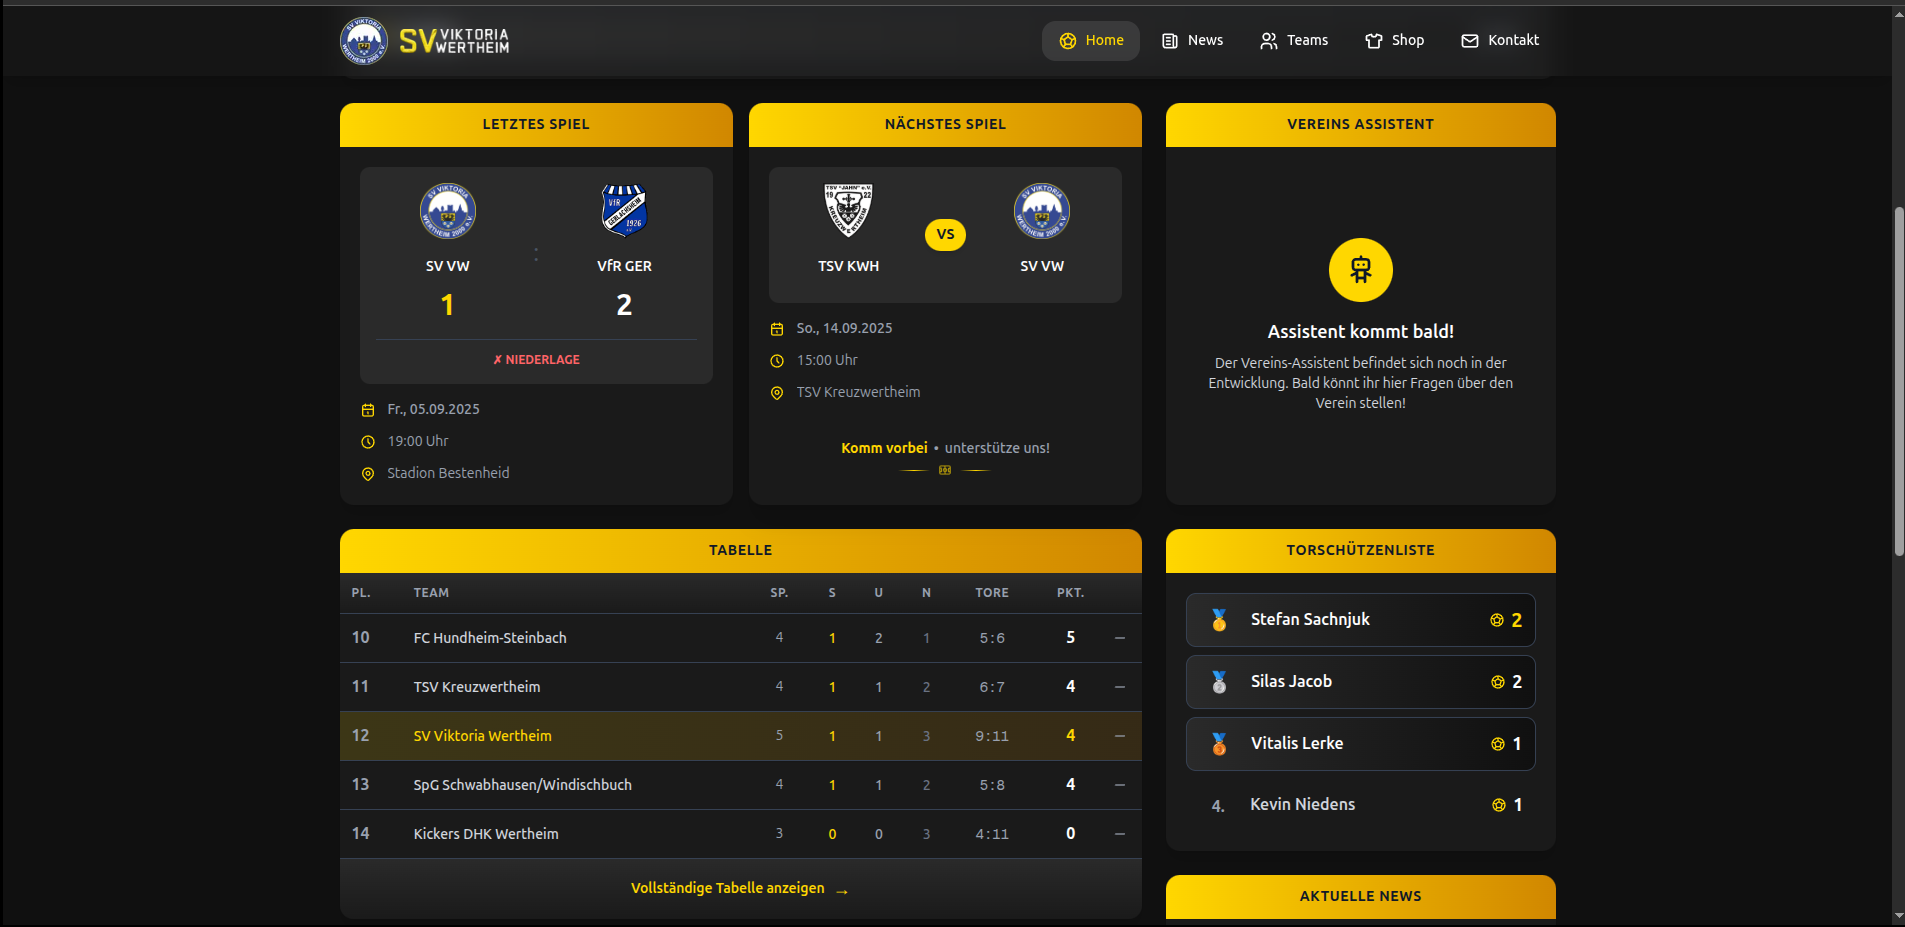 SV VIKTORIA WERTHEIM
Home
News
Teams
Shop
Kontakt
LETZTES SPIEL
SV VW
:
VfR GER
1
2
✗ NIEDERLAGE
Fr., 05.09.2025
19:00 Uhr
Stadion Bestenheid
NÄCHSTES SPIEL
TSV KWH
VS
SV VW
So., 14.09.2025
15:00 Uhr
TSV Kreuzwertheim
Komm vorbei • unterstütze uns!
VEREINS ASSISTENT
Assistent kommt bald!
Der Vereins-Assistent befindet sich noch in der
Entwicklung. Bald könnt ihr hier Fragen über den
Verein stellen!
TABELLE
PL. TEAM SP. S U N TORE PKT.
10 FC Hundheim-Steinbach 4 1 2 1 5:6 5 —
11 TSV Kreuzwertheim 4 1 1 2 6:7 4 —
12 SV Viktoria Wertheim 5 1 1 3 9:11 4 —
13 SpG Schwabhausen/Windischbuch 4 1 1 2 5:8 4 —
14 Kickers DHK Wertheim 3 0 0 3 4:11 0 —
Vollständige Tabelle anzeigen →
TORSCHÜTZENLISTE
Stefan Sachnjuk 2
Silas Jacob 2
Vitalis Lerke 1
4. Kevin Niedens 1
AKTUELLE NEWS